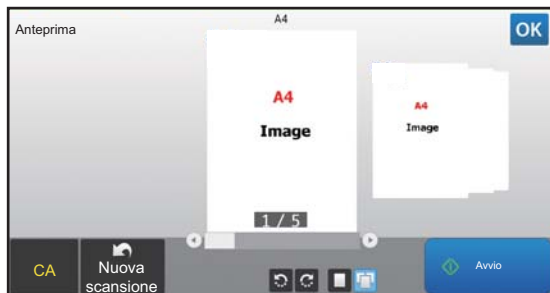 A4
Anteprima
OK
A4
Image
A4
Image
1 / 5
CA
Nuova
scansione
Avvio